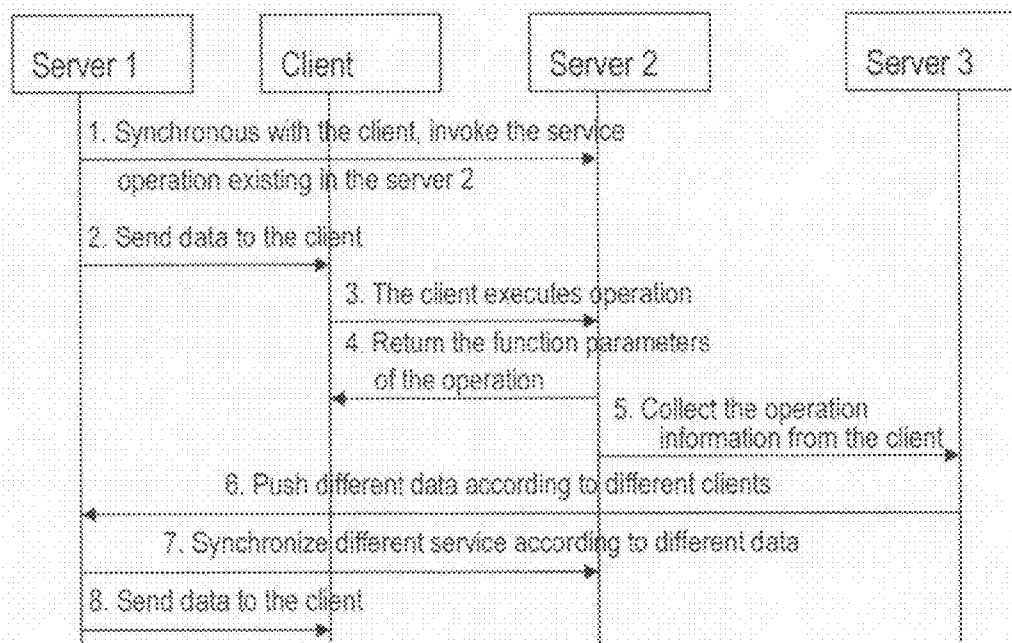 Server 1
Client
Server 2
Server 3
1. Synchronous with the client, invoke the service
operation existing in the server 2
2. Send data to the client
3. The client executes operation
4. Return the function parameters
of the operation
5. Collect the operation
information from the client
6. Push different data according to different clients
7. Synchronize different service according to different data
8. Send data to the client